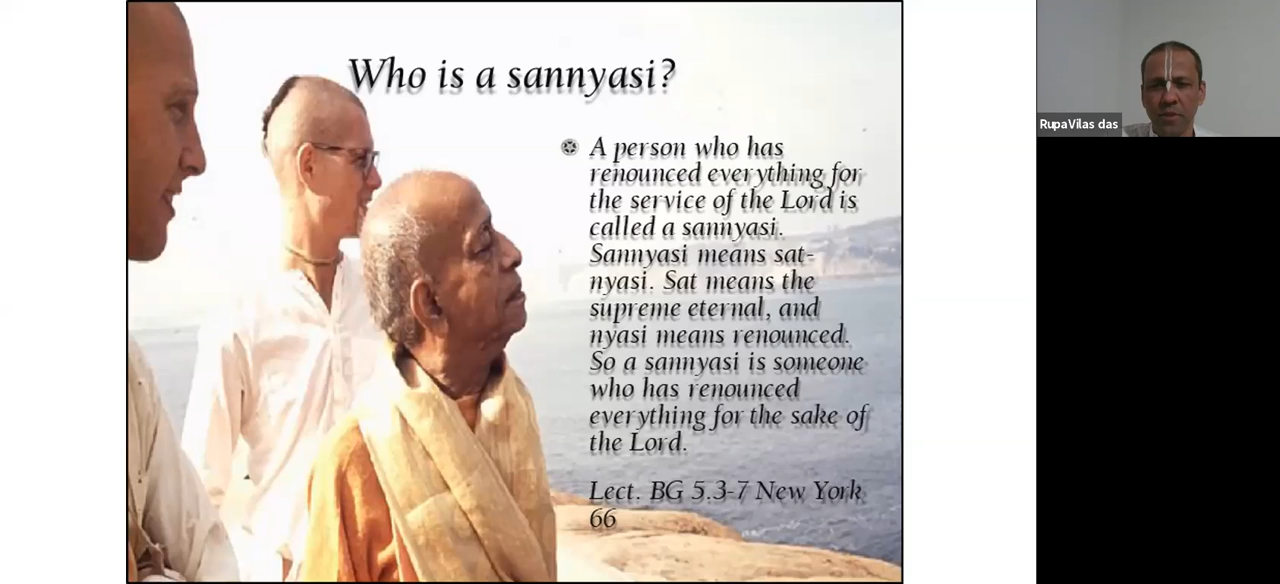 Who is a sannyasi?
A person who has
renounced everything for
the service of the Lord is
called a sannyasi.
Sannyasi means sat-
nyasi. Sat means the
supreme eternal, and
nyasi means renounced.
So a sannyasi is someone
who has renounced
everything for the sake of
the Lord.
Lect. BG 5.3-7 New York
66
RupaVilas das